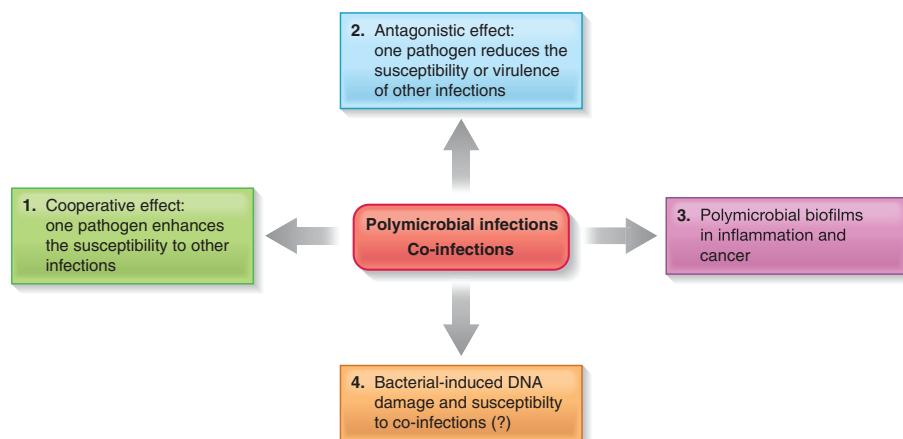 2. Antagonistic effect:
one pathogen reduces the
susceptibility or virulence
of other infections
1. Cooperative effect:
one pathogen enhances
the susceptibility to other
infections
Polymicrobial infections
Co-infections
3. Polymicrobial biofilms
in inflammation and
cancer
4. Bacterial-induced DNA
damage and susceptibilty
to co-infections (?)